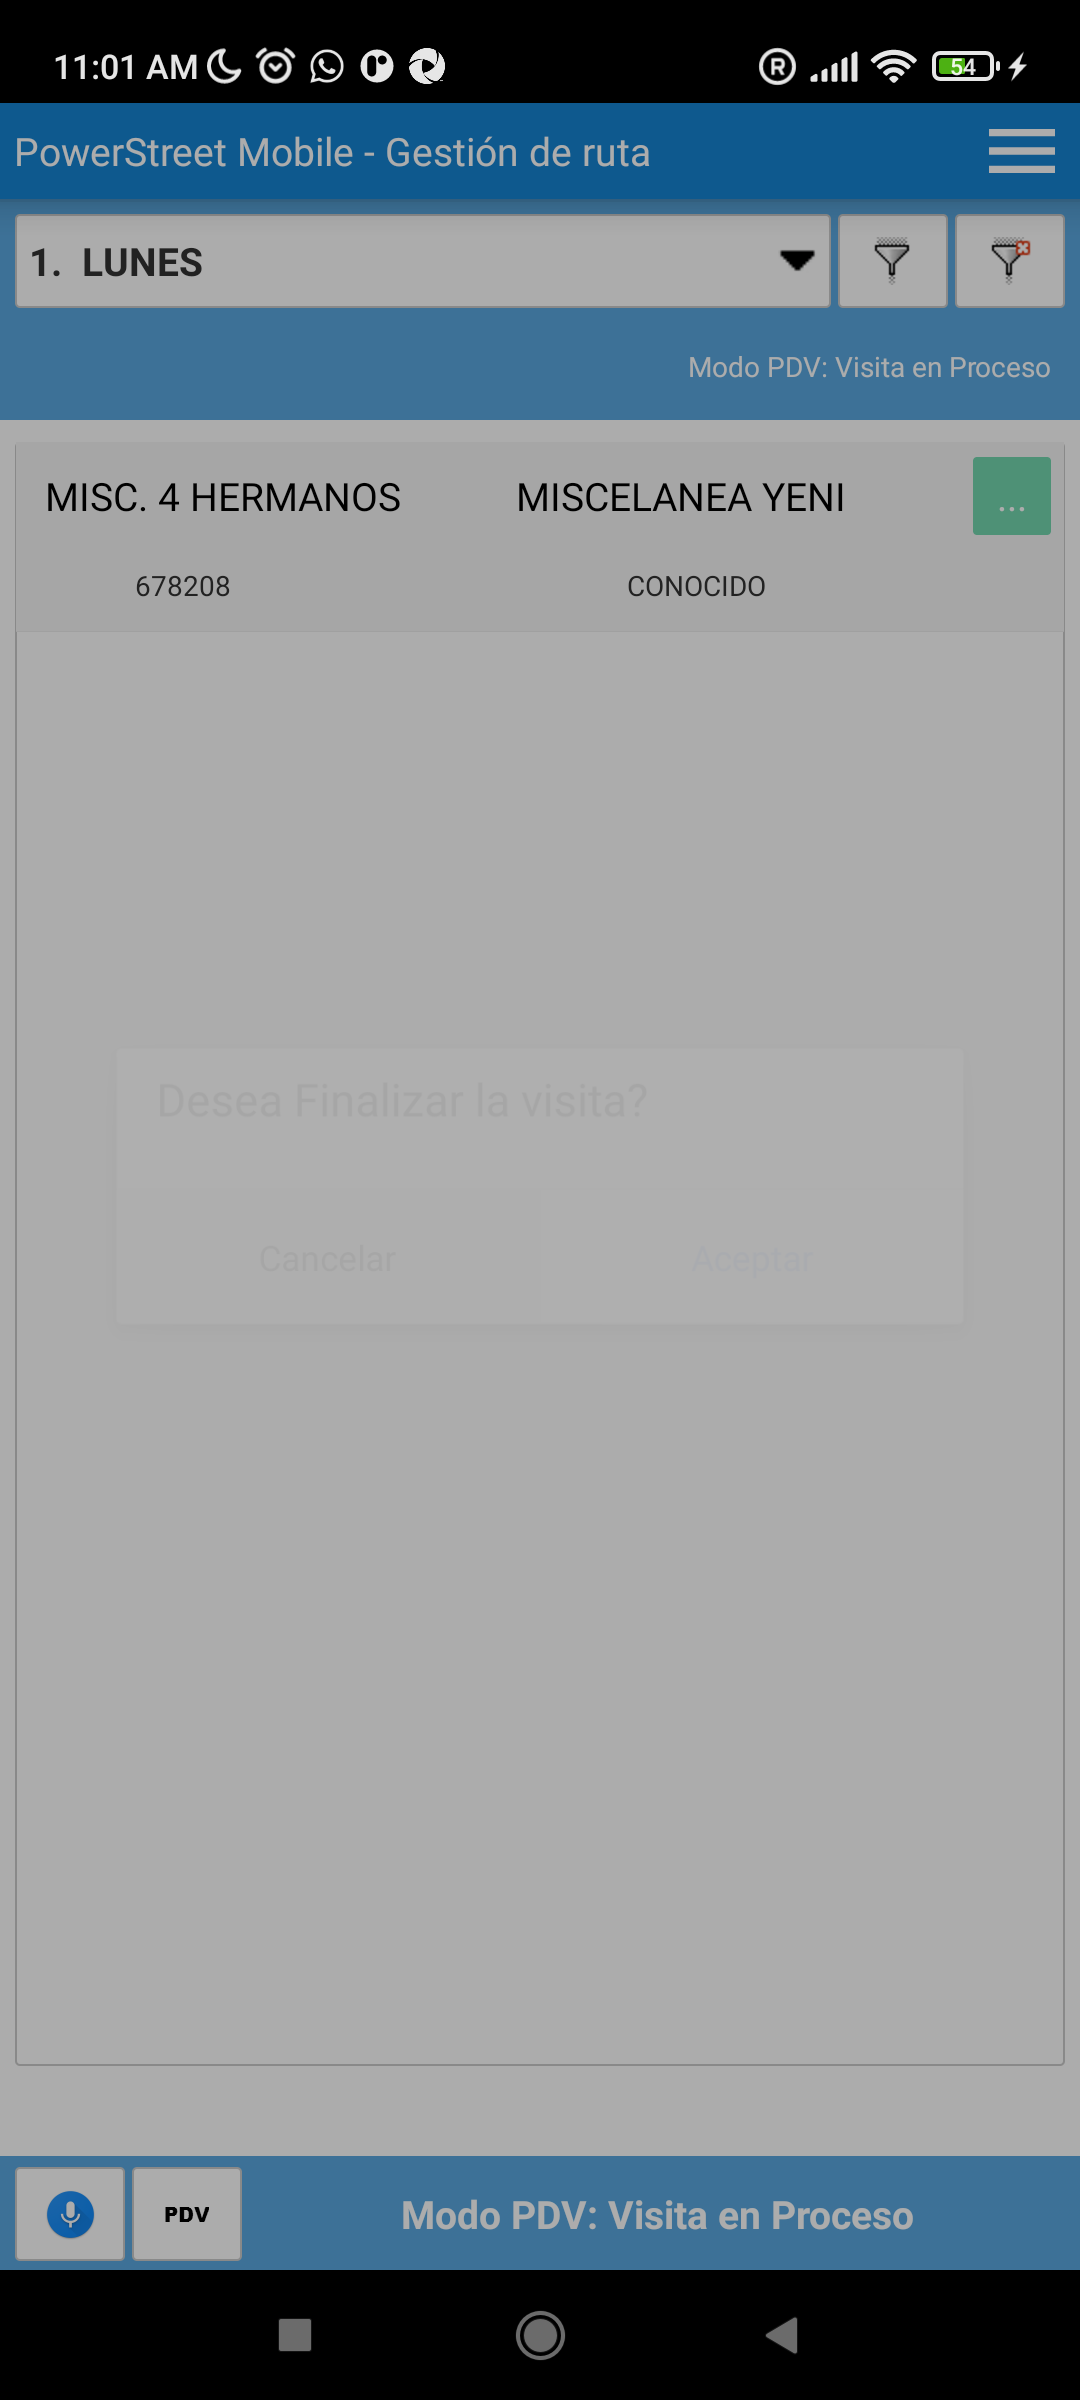 11:01 AM
54
PowerStreet Mobile - Gestión de ruta
1. LUNES
Modo PDV: Visita en Proceso
MISC. 4 HERMANOS MISCELANEA YENI ...
678208 CONOCIDO
Desea Finalizar la visita?
Cancelar Aceptar
PDV Modo PDV: Visita en Proceso